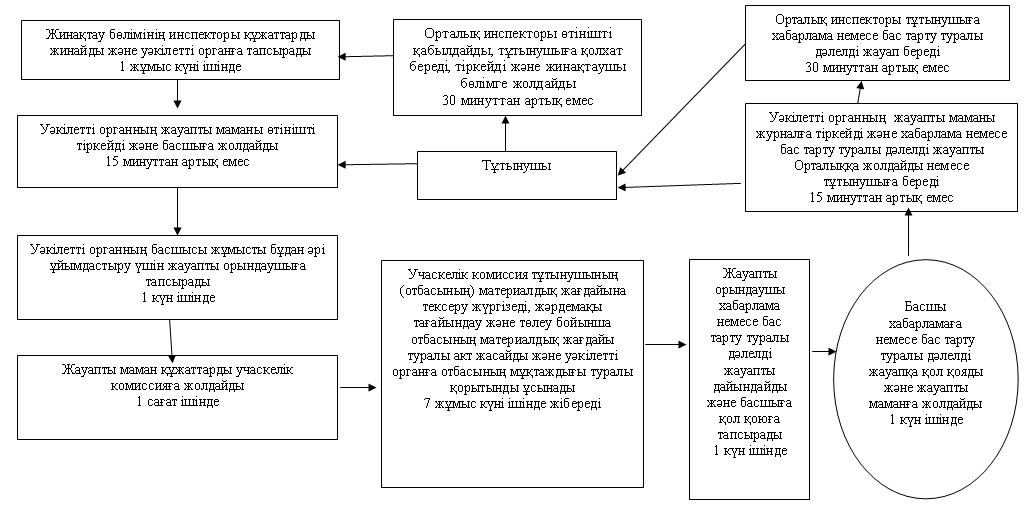 Жинақтау бөлімінің инспекторы құжаттарды
жинайды және уәкілетті органға тапсырады
1 жұмыс күні ішінде
Орталық инспекторы өтінішті
қабылдайды, тұтынушыға қолхат
береді, тіркейді және жинақтаушы
бөлімге жолдайды
30 минуттан артық емес
Орталық инспекторы тұтынушыға
хабарлама немесе бас тарту туралы
дәлелді жауап береді
30 минуттан артық емес
Уәкілетті органның жауапты маманы өтінішті
тіркейді және басшыға жолдайды
15 минуттан артық емес
Тұтынушы
Уәкілетті органның жауапты маманы
журналға тіркейді және хабарлама немесе
бас тарту туралы дәлелді жауапты
Орталыққа жолдайды немесе
тұтынушыға береді
15 минуттан артық емес
Уәкілетті органның басшысы жұмысты бұдан әрі
ұйымдастыру үшін жауапты орындаушыға
тапсырады
1 күн ішінде
Жауапты маман құжаттарды учаскелік
комиссияға жолдайды
1 сағат ішінде
Учаскелік комиссия тұтынушының
(отбасының) материалдық жағдайына
тексеру жүргізеді, жәрдемақы
тағайындау және төлеу бойынша
отбасының материалдық жағдайы
туралы акт жасайды және уәкілетті
органға отбасының мұқтаждығы туралы
қорытынды ұсынады
7 жұмыс күні ішінде жібереді
Жауапты
орындаушы
хабарлама
немесе бас
тарту туралы
дәлелді
жауапты
дайындайды
және басшыға
қол қоюға
тапсырады
1 күн ішінде
Басшы
хабарламаға
немесе бас тарту
туралы дәлелді
жауапқа қол қояды
және жауапты
маманға жолдайды
1 күн ішінде